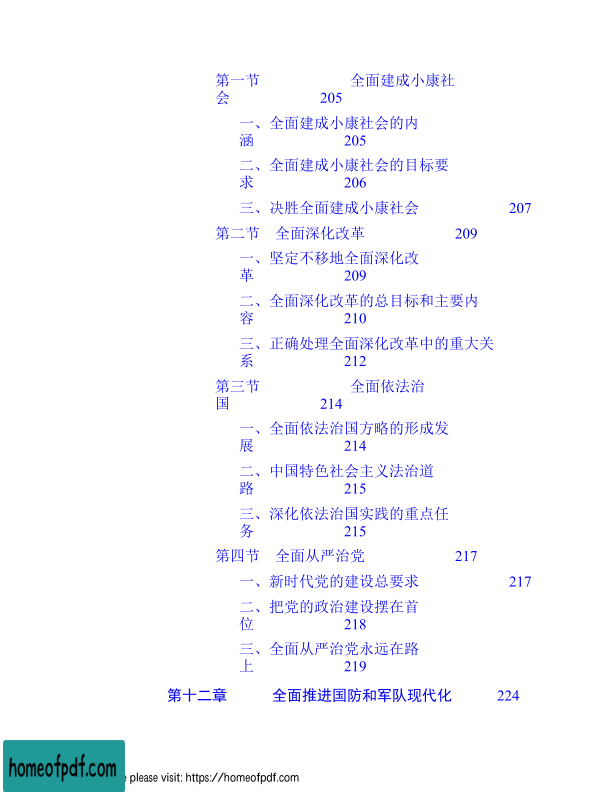 第一节 全面建成小康社
会 205
一、全面建成小康社会的内
涵 205
二、全面建成小康社会的目标要
求 206
三、决胜全面建成小康社会 207
第二节 全面深化改革 209
一、坚定不移地全面深化改
革 209
二、全面深化改革的总目标和主要内
容 210
三、正确处理全面深化改革中的重大关
系 212
第三节 全面依法治
国 214
一、全面依法治国方略的形成发
展 214
二、中国特色社会主义法治道
路 215
三、深化依法治国实践的重点任
务 215
第四节 全面从严治党 217
一、新时代党的建设总要求 217
二、把党的政治建设摆在首
位 218
三、全面从严治党永远在路
上 219
第十二章 全面推进国防和军队现代化 224
homeofpdf.com
please visit: https://homeofpdf.com